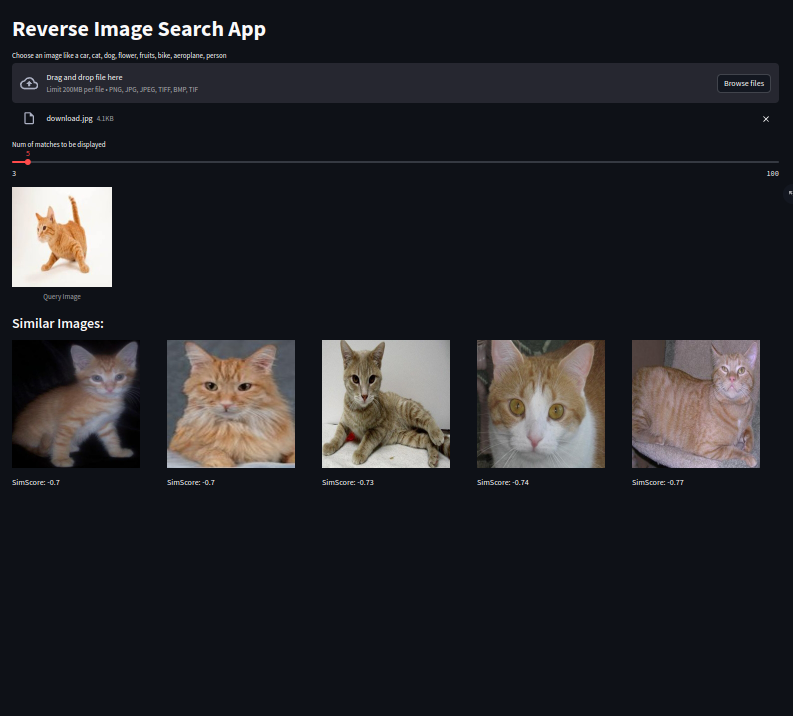 Reverse Image Search App
Choose an image like a car, cat, dog, flower, fruits, bike, aeroplane, person
Drag and drop file here
Limit 200MB per file • PNG, JPG, JPEG, TIFF, BMP, TIF
Browse files
download.jpg 4.1KB
Num of matches to be displayed
5
3 100
Query Image
Similar Images:
SimScore: -0.7 SimScore: -0.7 SimScore: -0.73 SimScore: -0.74 SimScore: -0.77